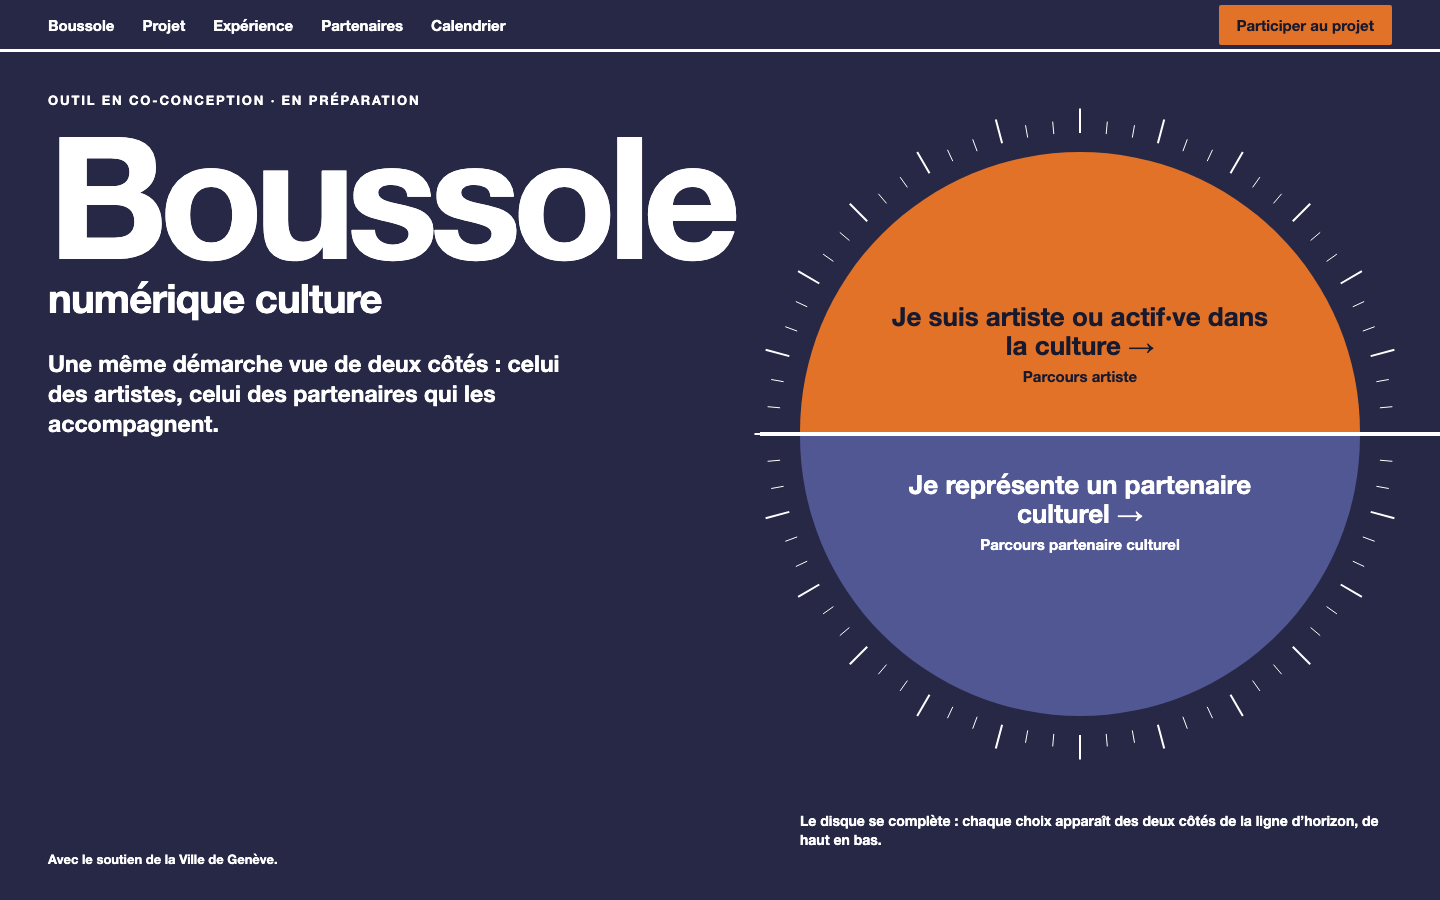 Boussole Projet Expérience Partenaires Calendrier Participer au projet
OUTIL EN CO-CONCEPTION · EN PRÉPARATION
Boussole
numérique culture
Une même démarche vue de deux côtés : celui
des artistes, celui des partenaires qui les
accompagnent.
Je suis artiste ou actif·ve dans
la culture →
Parcours artiste
Je représente un partenaire
culturel →
Parcours partenaire culturel
Le disque se complète : chaque choix apparaît des deux côtés de la ligne d’horizon, de
haut en bas.
Avec le soutien de la Ville de Genève.